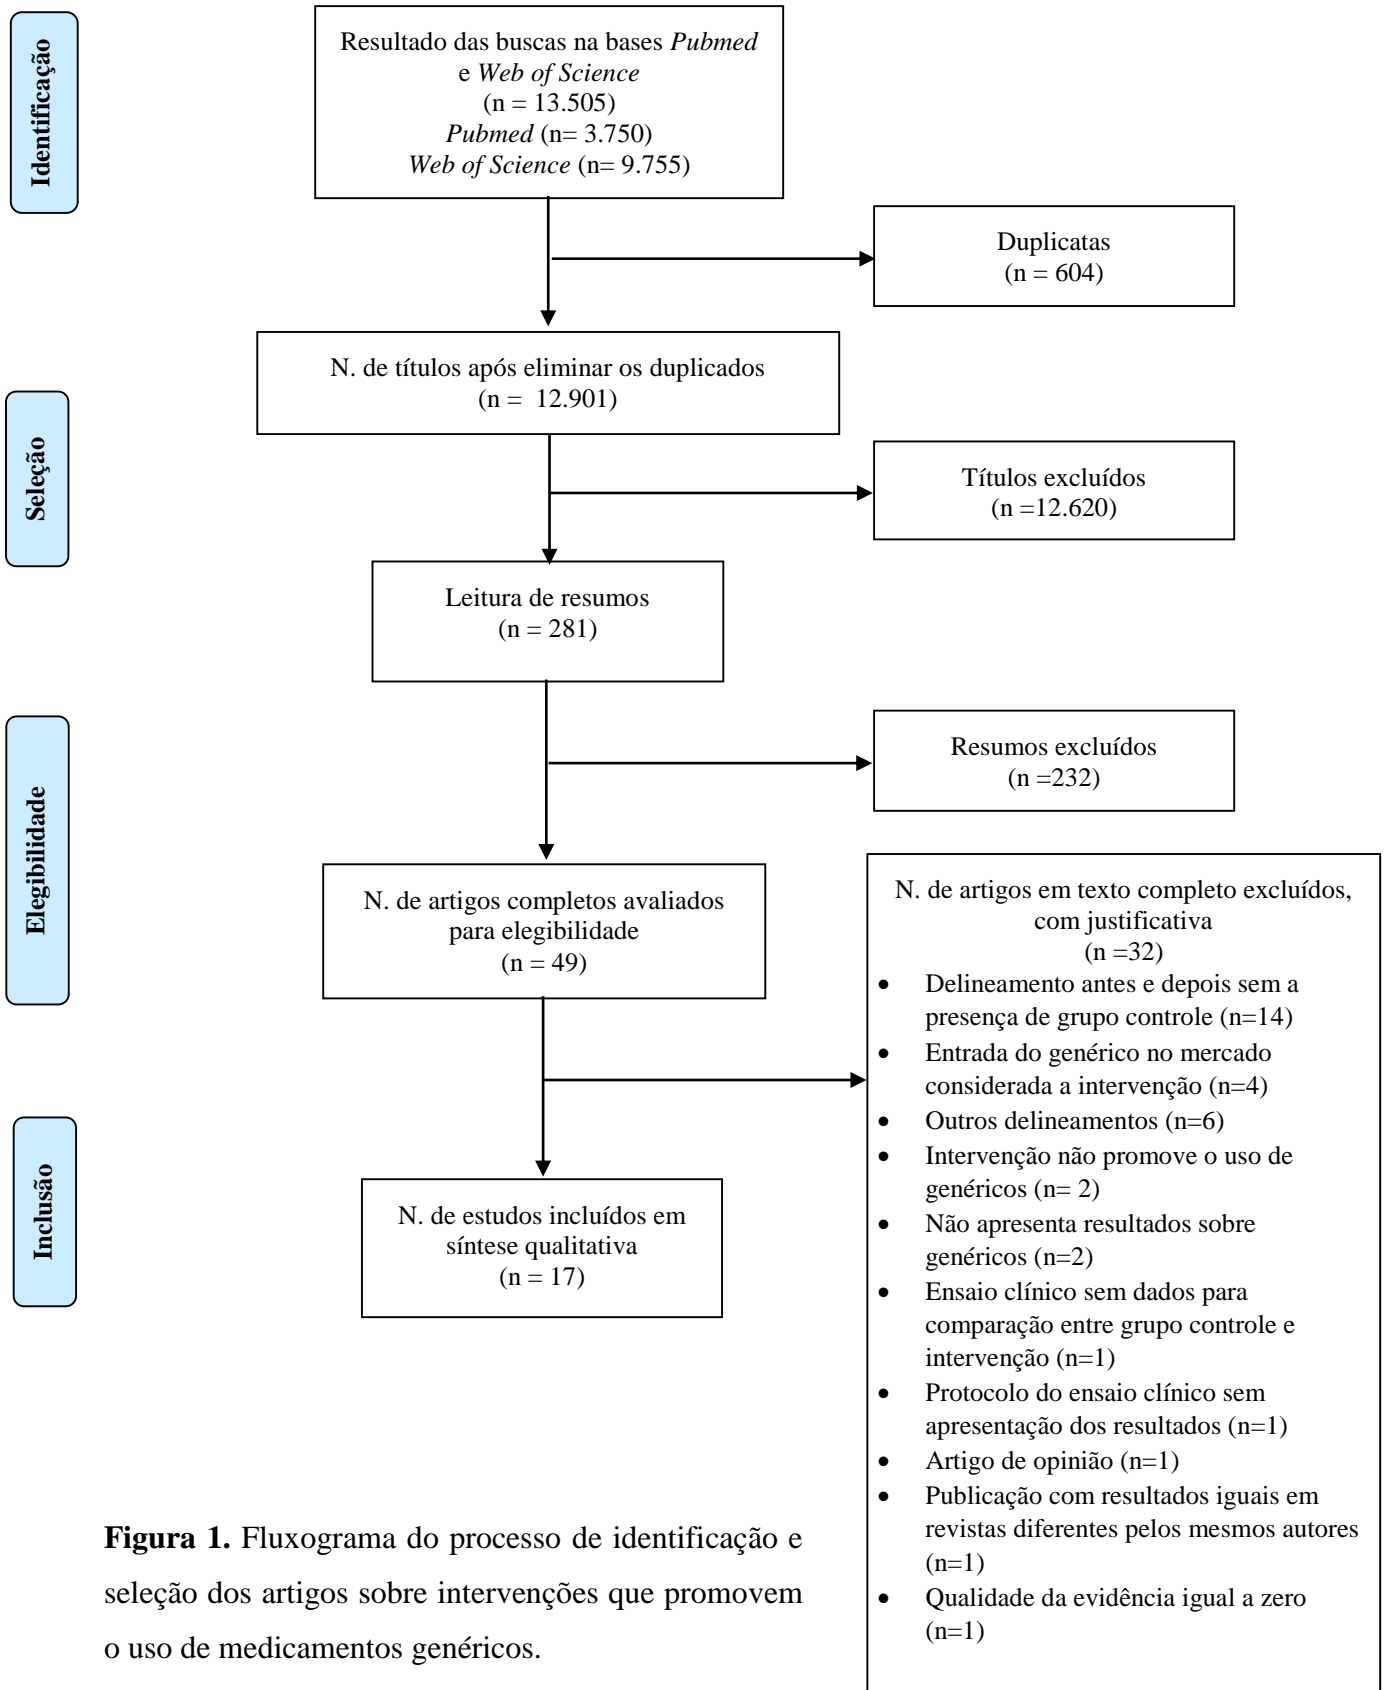 Identificação
Resultado das buscas na bases Pubmed
e Web of Science
(n = 13.505)
Pubmed (n= 3.750)
Web of Science (n= 9.755)
Duplicatas
(n = 604)
N. de títulos após eliminar os duplicados
(n =  12.901)
Seleção
Títulos excluídos
(n =12.620)
Leitura de resumos
(n = 281)
Resumos excluídos
(n =232)
Elegibilidade
N. de artigos completos avaliados
para elegibilidade
(n = 49)
N. de artigos em texto completo excluídos,
com justificativa
(n =32)
• Delineamento antes e depois sem a
presença de grupo controle (n=14)
• Entrada do genérico no mercado
considerada a intervenção (n=4)
• Outros delineamentos (n=6)
• Intervenção não promove o uso de
genéricos (n= 2)
• Não apresenta resultados sobre
genéricos (n=2)
• Ensaio clínico sem dados para
comparação entre grupo controle e
intervenção (n=1)
• Protocolo do ensaio clínico sem
apresentação dos resultados (n=1)
• Artigo de opinião (n=1)
• Publicação com resultados iguais em
revistas diferentes pelos mesmos autores
(n=1)
• Qualidade da evidência igual a zero
(n=1)
Inclusão
N. de estudos incluídos em
síntese qualitativa
(n = 17)
Figura 1. Fluxograma do processo de identificação e
seleção dos artigos sobre intervenções que promovem
o uso de medicamentos genéricos.